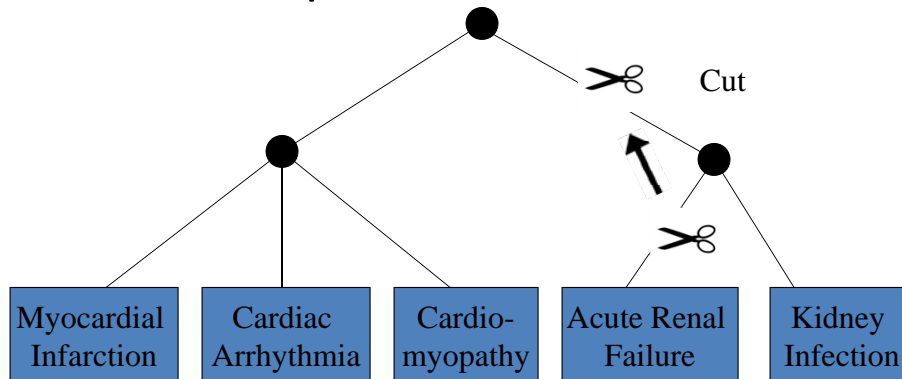 Cut
Myocardial
Infarction
Cardiac
Arrhythmia
Cardio-
myopathy
Acute Renal
Failure
Kidney
Infection